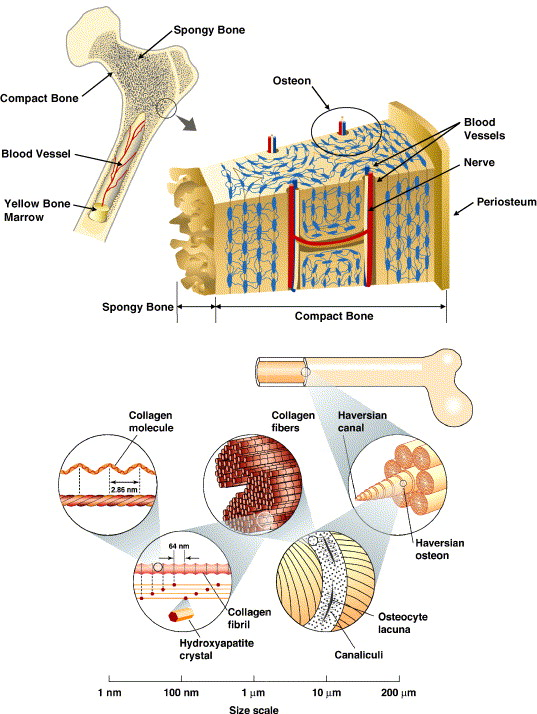 Spongy Bone
Compact Bone
Blood Vessel
Yellow Bone
Marrow
Osteon
Blood
Vessels
Nerve
Periosteum
Spongy Bone
Compact Bone
Collagen
molecule
2.86 nm
Collagen
fibers
Haversian
canal
Haversian
osteon
64 nm
Collagen
fibril
Hydroxyapatite
crystal
Osteocyte
lacuna
Canaliculi
1 nm 100 nm 1 μm 10 μm 200 μm
Size scale